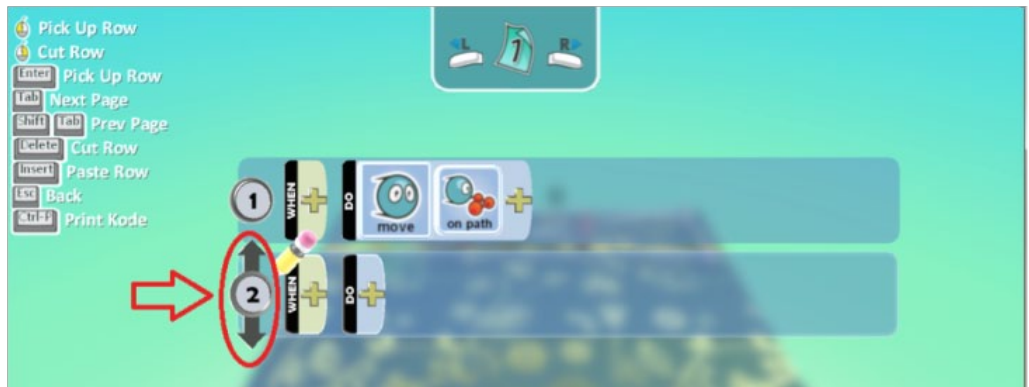 Pick Up Row
Cut Row
Enter Pick Up Row
Tab Next Page
Shift Tab Prev Page
Delete Cut Row
Insert Paste Row
Esc Back
Ctrl-P Print Kode
L 1 R
1 WHEN + DO move on path +
2 WHEN + DO +